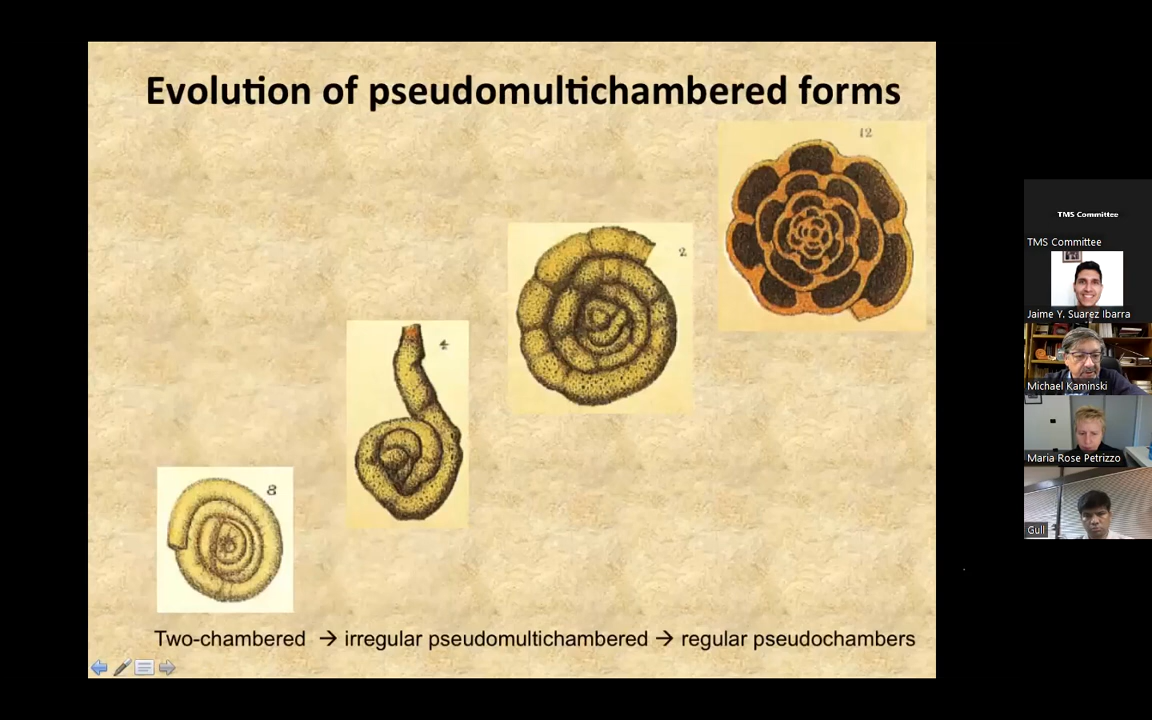 Evolution of pseudomultichambered forms
12
2
4
8
Two-chambered → irregular pseudomultichambered → regular pseudochambers
TMS Committee
TMS Committee
Jaime Y. Suarez Ibarra
Michael Kaminski
Maria Rose Petrizzo
Gull